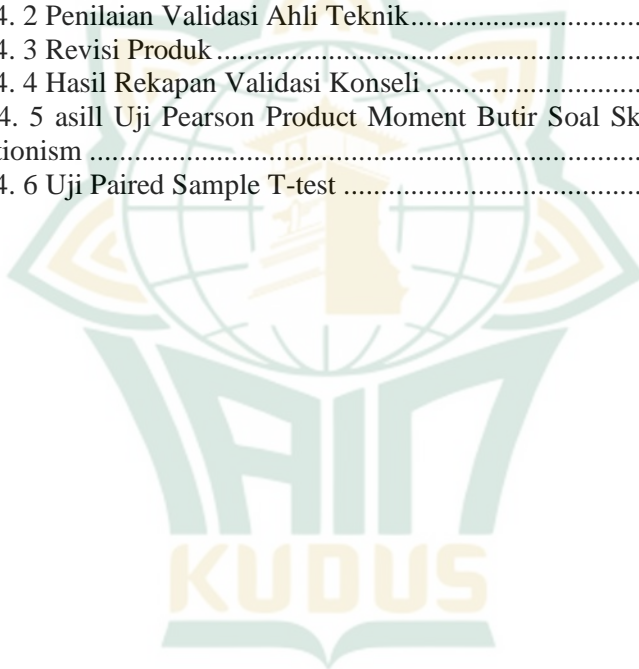 4. 2 Penilaian Validasi Ahli Teknik.......................................
4. 3 Revisi Produk.......................................................
4. 4 Hasil Rekapan Validasi Konseli.......................................
4. 5 asill Uji Pearson Product Moment Butir Soal Sk
tionism.......................................................
4. 6 Uji Paired Sample T-test.......................................
IAIN
KUDUS